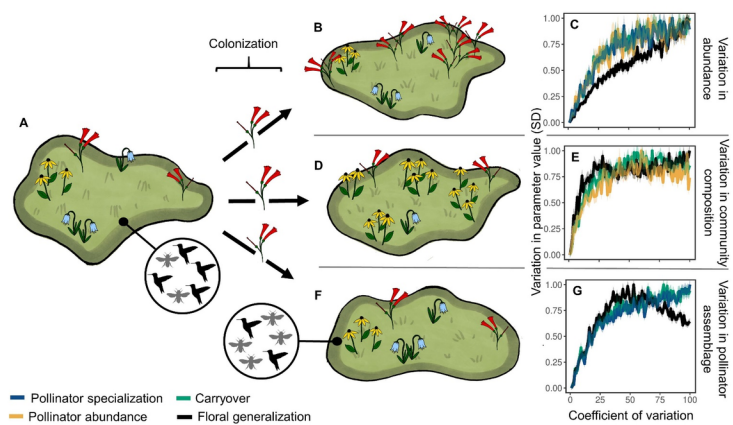 A
Colonization
B
D
F
C
1.00
0.75
0.50
0.25
0.00
Variation in
abundance
E
1.00
0.75
0.50
0.25
0.00
Variation in community
composition
G
1.00
0.75
0.50
0.25
0.00
Variation in pollinator
assemblage
Variation in parameter value (SD)
0 25 50 75 100
Coefficient of variation
Pollinator specialization
Carryover
Pollinator abundance
Floral generalization